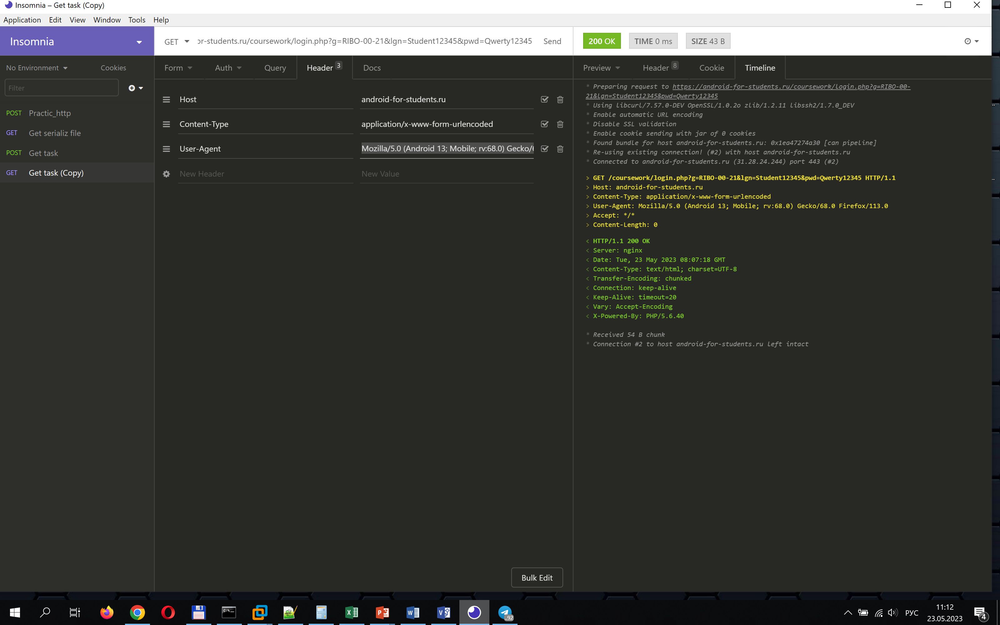 Insomnia – Get task (Copy)
Application Edit View Window Tools Help
Insomnia
GET or-students.ru/coursework/login.php?g=RIBO-00-21&lgn=Student12345&pwd=Qwerty12345 Send
200 OK TIME 0 ms SIZE 43 B
No Environment Cookies
Filter
POST Practic_http
GET Get serializ file
POST Get task
GET Get task (Copy)
Form Auth Query Header 3 Docs
Host android-for-students.ru
Content-Type application/x-www-form-urlencoded
User-Agent Mozilla/5.0 (Android 13; Mobile; rv:68.0) Gecko/6
New Header New Value
Bulk Edit
Preview Header 8 Cookie Timeline
* Preparing request to https://android-for-students.ru/coursework/login.php?g=RIBO-00-
21&lgn=Student12345&pwd=Qwerty12345
* Using libcurl/7.57.0-DEV OpenSSL/1.0.2o zlib/1.2.11 libssh2/1.7.0_DEV
* Enable automatic URL encoding
* Disable SSL validation
* Enable cookie sending with jar of 0 cookies
* Found bundle for host android-for-students.ru: 0x1ea47274a30 [can pipeline]
* Re-using existing connection! (#2) with host android-for-students.ru
* Connected to android-for-students.ru (31.28.24.244) port 443 (#2)
> GET /coursework/login.php?g=RIBO-00-21&lgn=Student12345&pwd=Qwerty12345 HTTP/1.1
> Host: android-for-students.ru
> Content-Type: application/x-www-form-urlencoded
> User-Agent: Mozilla/5.0 (Android 13; Mobile; rv:68.0) Gecko/68.0 Firefox/113.0
> Accept: */*
> Content-Length: 0
< HTTP/1.1 200 OK
< Server: nginx
< Date: Tue, 23 May 2023 08:07:18 GMT
< Content-Type: text/html; charset=UTF-8
< Transfer-Encoding: chunked
< Connection: keep-alive
< Keep-Alive: timeout=20
< Vary: Accept-Encoding
< X-Powered-By: PHP/5.6.40
* Received 54 B chunk
* Connection #2 to host android-for-students.ru left intact
C:\_
.92
РУС
11:12
23.05.2023
4